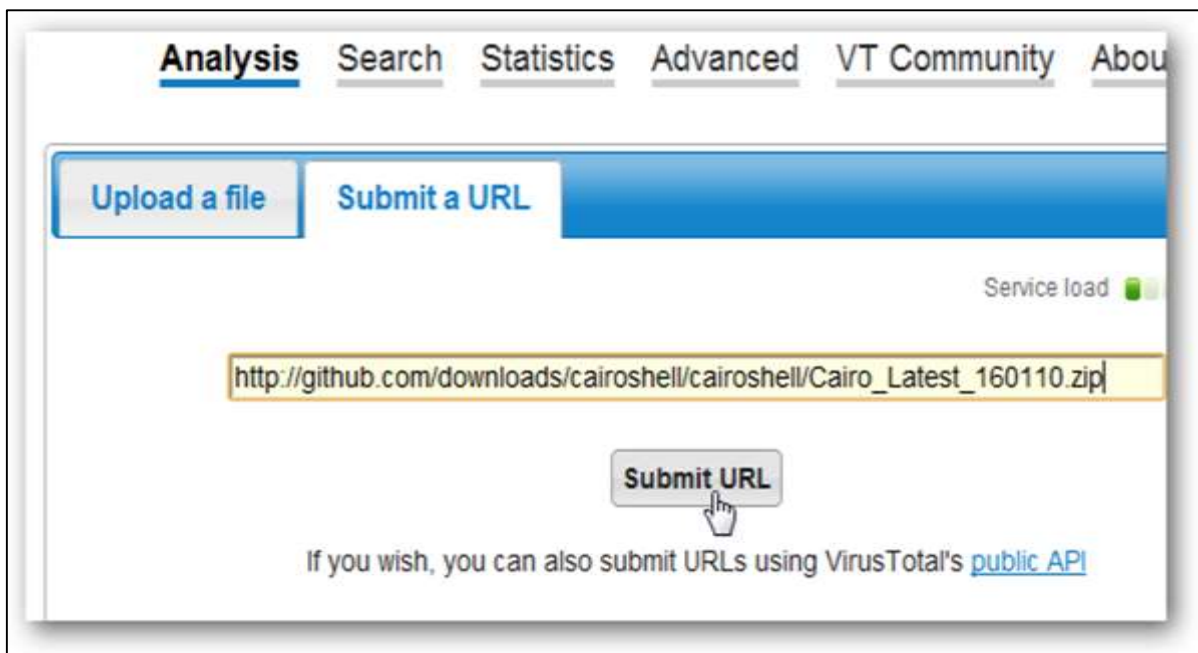 Analysis Search Statistics Advanced VT Community Abou
Upload a file Submit a URL
Service load
http://github.com/downloads/cairoshell/cairoshell/Cairo_Latest_160110.zip
Submit URL
If you wish, you can also submit URLs using VirusTotal's public API